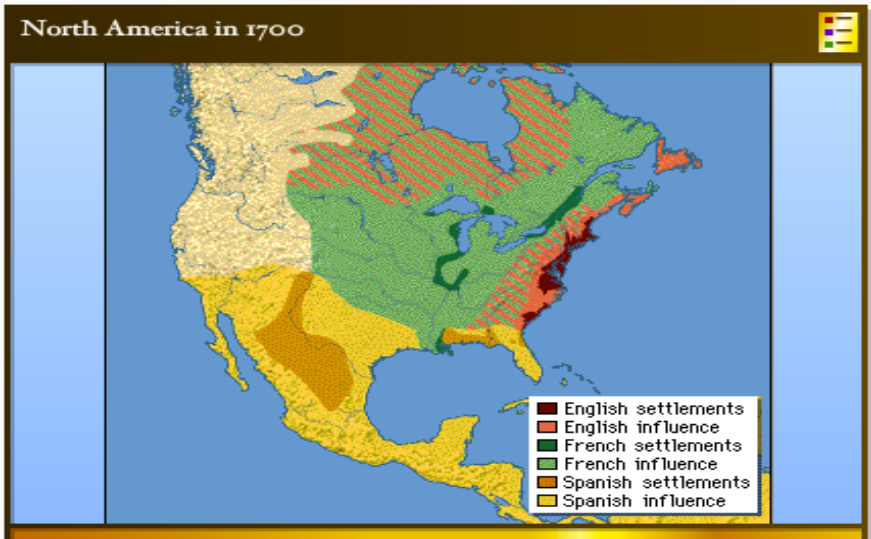 North America in 1700
English settlements
English influence
French settlements
French influence
Spanish settlements
Spanish influence